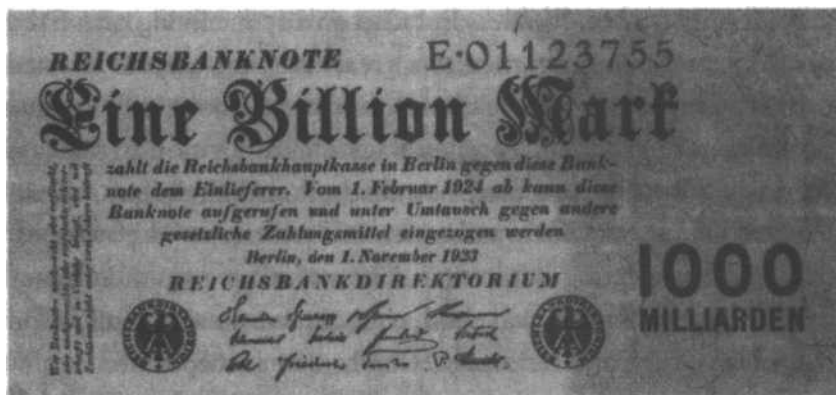 REICHSBANKNOTE E·01123755
Eine Billion Mark
zahlt die Reichsbankhauptkasse in Berlin gegen diese Bank-
note dem Einlieferer. Vom 1. Februar 1924 ab kann diese
Banknote aufgerufen und unter Umtausch gegen andere
gesetzliche Zahlungsmittel eingezogen werden
Berlin, den 1. November 1923
REICHSBANKDIREKTORIUM
1000
MILLIARDEN